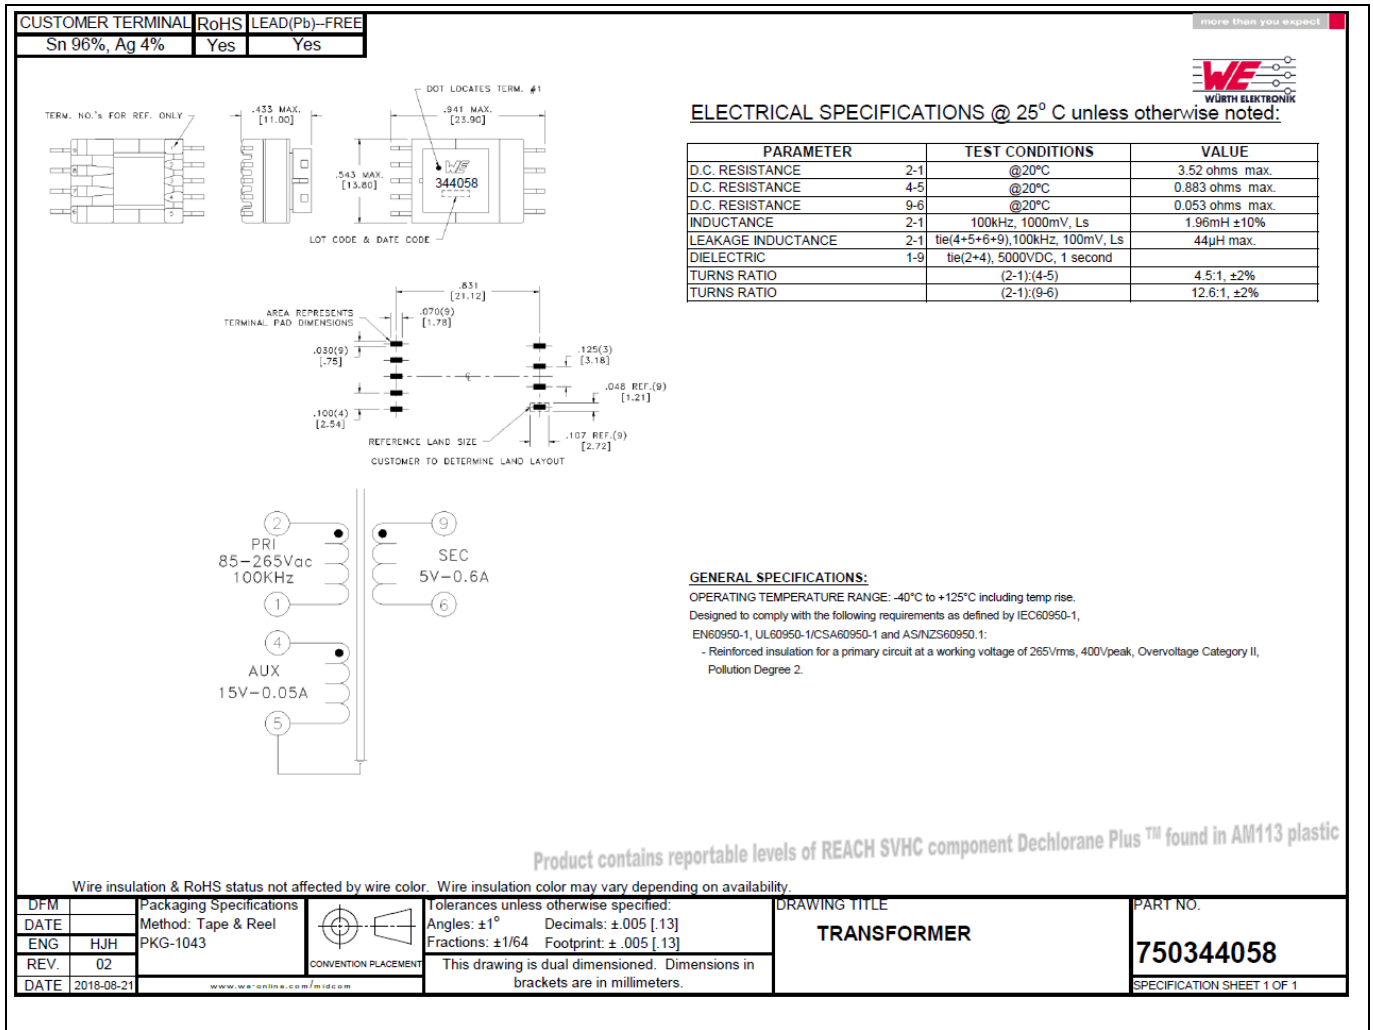 CUSTOMER TERMINAL RoHS LEAD(Pb)--FREE
Sn 96%, Ag 4% Yes Yes
more than you expect
WE
WÜRTH ELEKTRONIK
DOT LOCATES TERM. #1
TERM. NO.'s FOR REF. ONLY
.433 MAX.
[11.00]
.941 MAX.
[23.90]
.543 MAX.
[13.80]
9
8
7
6
1
2
3
4
5
WE
344058
LOT CODE & DATE CODE
.831
[21.12]
AREA REPRESENTS
TERMINAL PAD DIMENSIONS
.070(9)
[1.78]
.030(9)
[.75]
.125(3)
[3.18]
.048 REF.(9)
[1.21]
.100(4)
[2.54]
.107 REF.(9)
[2.72]
REFERENCE LAND SIZE
CUSTOMER TO DETERMINE LAND LAYOUT
ELECTRICAL SPECIFICATIONS @ 25° C unless otherwise noted:
PARAMETER TEST CONDITIONS VALUE
D.C. RESISTANCE 2-1 @20°C 3.52 ohms max.
D.C. RESISTANCE 4-5 @20°C 0.883 ohms max.
D.C. RESISTANCE 9-6 @20°C 0.053 ohms max.
INDUCTANCE 2-1 100kHz, 1000mV, Ls 1.96mH ±10%
LEAKAGE INDUCTANCE 2-1 tie(4+5+6+9),100kHz, 100mV, Ls 44µH max.
DIELECTRIC 1-9 tie(2+4), 5000VDC, 1 second
TURNS RATIO (2-1):(4-5) 4.5:1, ±2%
TURNS RATIO (2-1):(9-6) 12.6:1, ±2%
2
PRI
85-265Vac
100KHz
1
9
SEC
5V-0.6A
6
4
AUX
15V-0.05A
5
GENERAL SPECIFICATIONS:
OPERATING TEMPERATURE RANGE: -40°C to +125°C including temp rise.
Designed to comply with the following requirements as defined by IEC60950-1,
EN60950-1, UL60950-1/CSA60950-1 and AS/NZS60950.1:
- Reinforced insulation for a primary circuit at a working voltage of 265Vrms, 400Vpeak, Overvoltage Category II,
Pollution Degree 2.
Product contains reportable levels of REACH SVHC component Dechlorane Plus ™ found in AM113 plastic
Wire insulation & RoHS status not affected by wire color. Wire insulation color may vary depending on availability.
DFM
DATE
ENG HJH
REV. 02
DATE 2018-08-21
Packaging Specifications
Method: Tape & Reel
PKG-1043
www.we-online.com/midcom
CONVENTION PLACEMENT
Tolerances unless otherwise specified:
Angles: ±1° Decimals: ±.005 [.13]
Fractions: ±1/64 Footprint: ± .005 [.13]
This drawing is dual dimensioned. Dimensions in
brackets are in millimeters.
DRAWING TITLE
TRANSFORMER
PART NO.
750344058
SPECIFICATION SHEET 1 OF 1